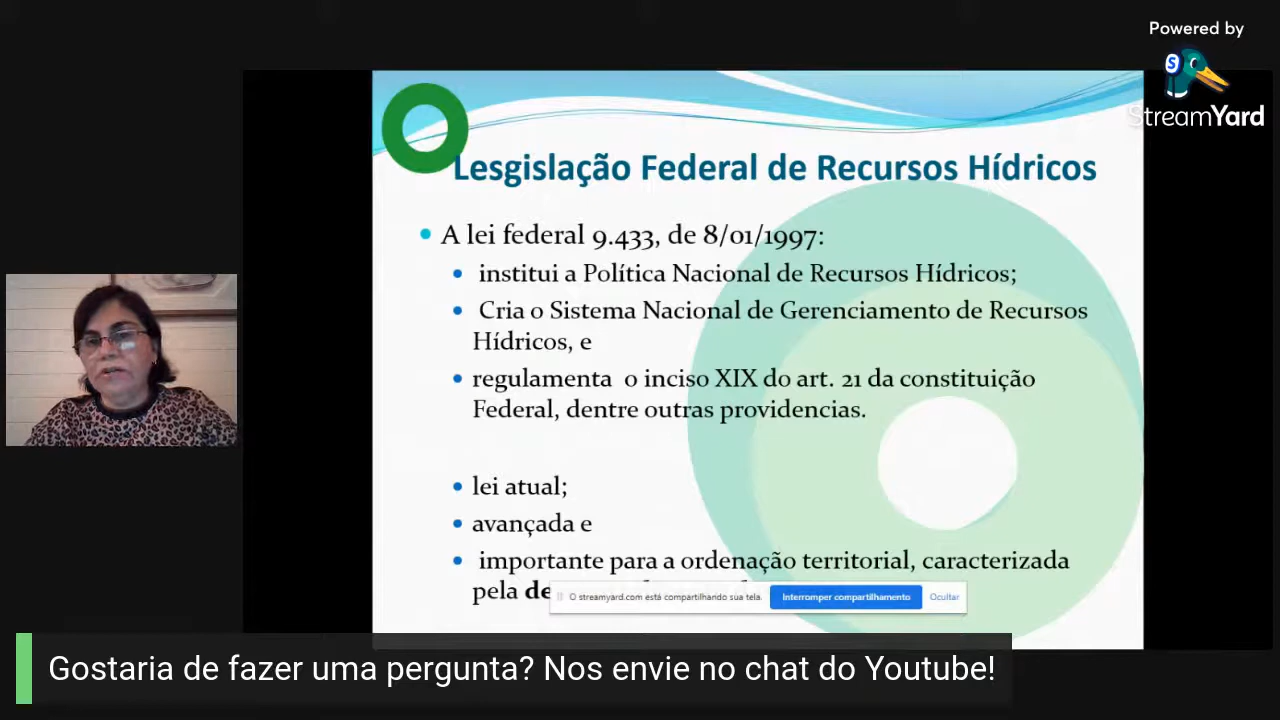 Powered by
StreamYard
Lesgislação Federal de Recursos Hídricos
A lei federal 9.433, de 8/01/1997:
institui a Política Nacional de Recursos Hídricos;
Cria o Sistema Nacional de Gerenciamento de Recursos
Hídricos, e
regulamenta o inciso XIX do art. 21 da constituição
Federal, dentre outras providencias.
lei atual;
avançada e
importante para a ordenação territorial, caracterizada
pela
O streamyard.com está compartilhando sua tela.
Interromper compartilhamento
Ocultar
Gostaria de fazer uma pergunta? Nos envie no chat do Youtube!